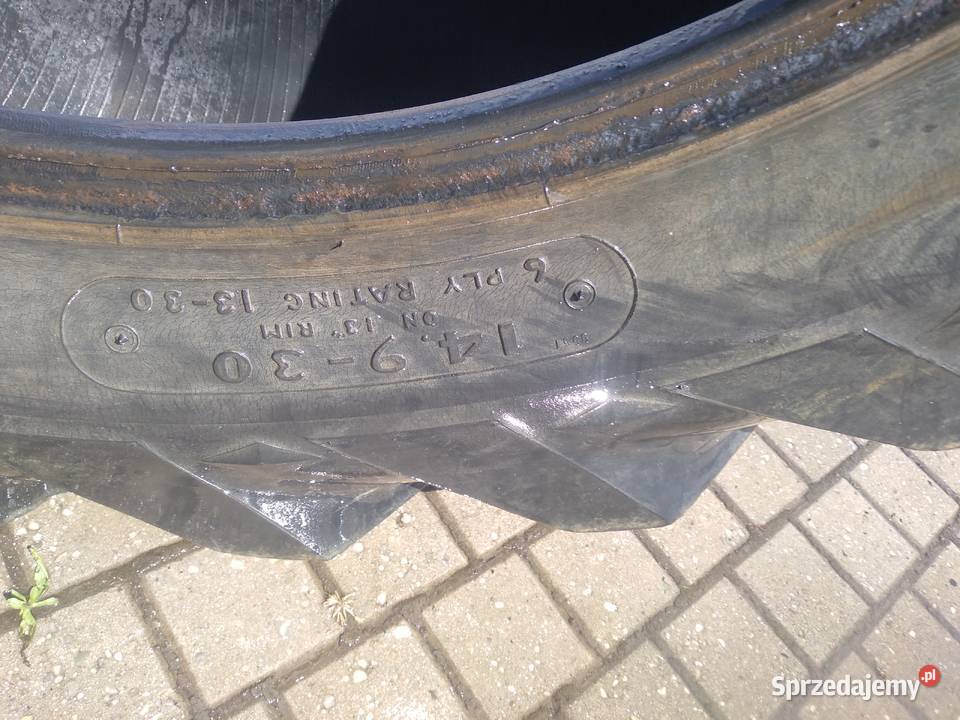 14.9-30
ON 13" RIM
6 PLY RATING 13-30
Sprzedajemy.pl